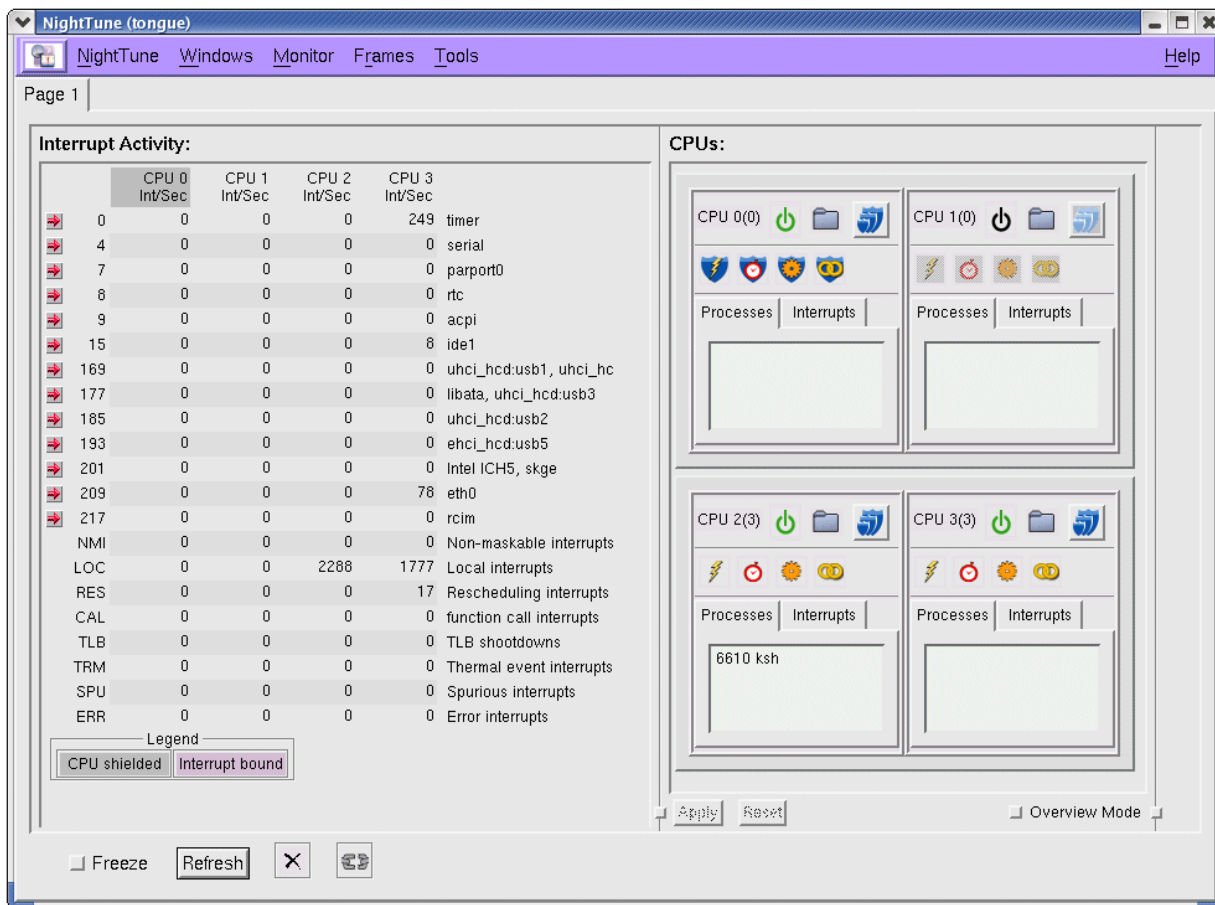 NightTune (tongue)
NightTune Windows Monitor Frames Tools Help
Page 1
Interrupt Activity:
CPU 0 CPU 1 CPU 2 CPU 3
Int/Sec Int/Sec Int/Sec Int/Sec
0 0 0 0 249 timer
4 0 0 0 0 serial
7 0 0 0 0 parport0
8 0 0 0 0 rtc
9 0 0 0 0 acpi
15 0 0 0 8 ide1
169 0 0 0 0 uhci_hcd:usb1, uhci_hc
177 0 0 0 0 libata, uhci_hcd:usb3
185 0 0 0 0 uhci_hcd:usb2
193 0 0 0 0 ehci_hcd:usb5
201 0 0 0 0 Intel ICH5, skge
209 0 0 0 78 eth0
217 0 0 0 0 rcim
NMI 0 0 0 0 Non-maskable interrupts
LOC 0 0 2288 1777 Local interrupts
RES 0 0 0 17 Rescheduling interrupts
CAL 0 0 0 0 function call interrupts
TLB 0 0 0 0 TLB shootdowns
TRM 0 0 0 0 Thermal event interrupts
SPU 0 0 0 0 Spurious interrupts
ERR 0 0 0 0 Error interrupts
Legend
CPU shielded Interrupt bound
CPUs:
CPU 0(0)
Processes Interrupts
CPU 1(0)
Processes Interrupts
CPU 2(3)
Processes Interrupts
6610 ksh
CPU 3(3)
Processes Interrupts
Apply Reset Overview Mode
Freeze Refresh